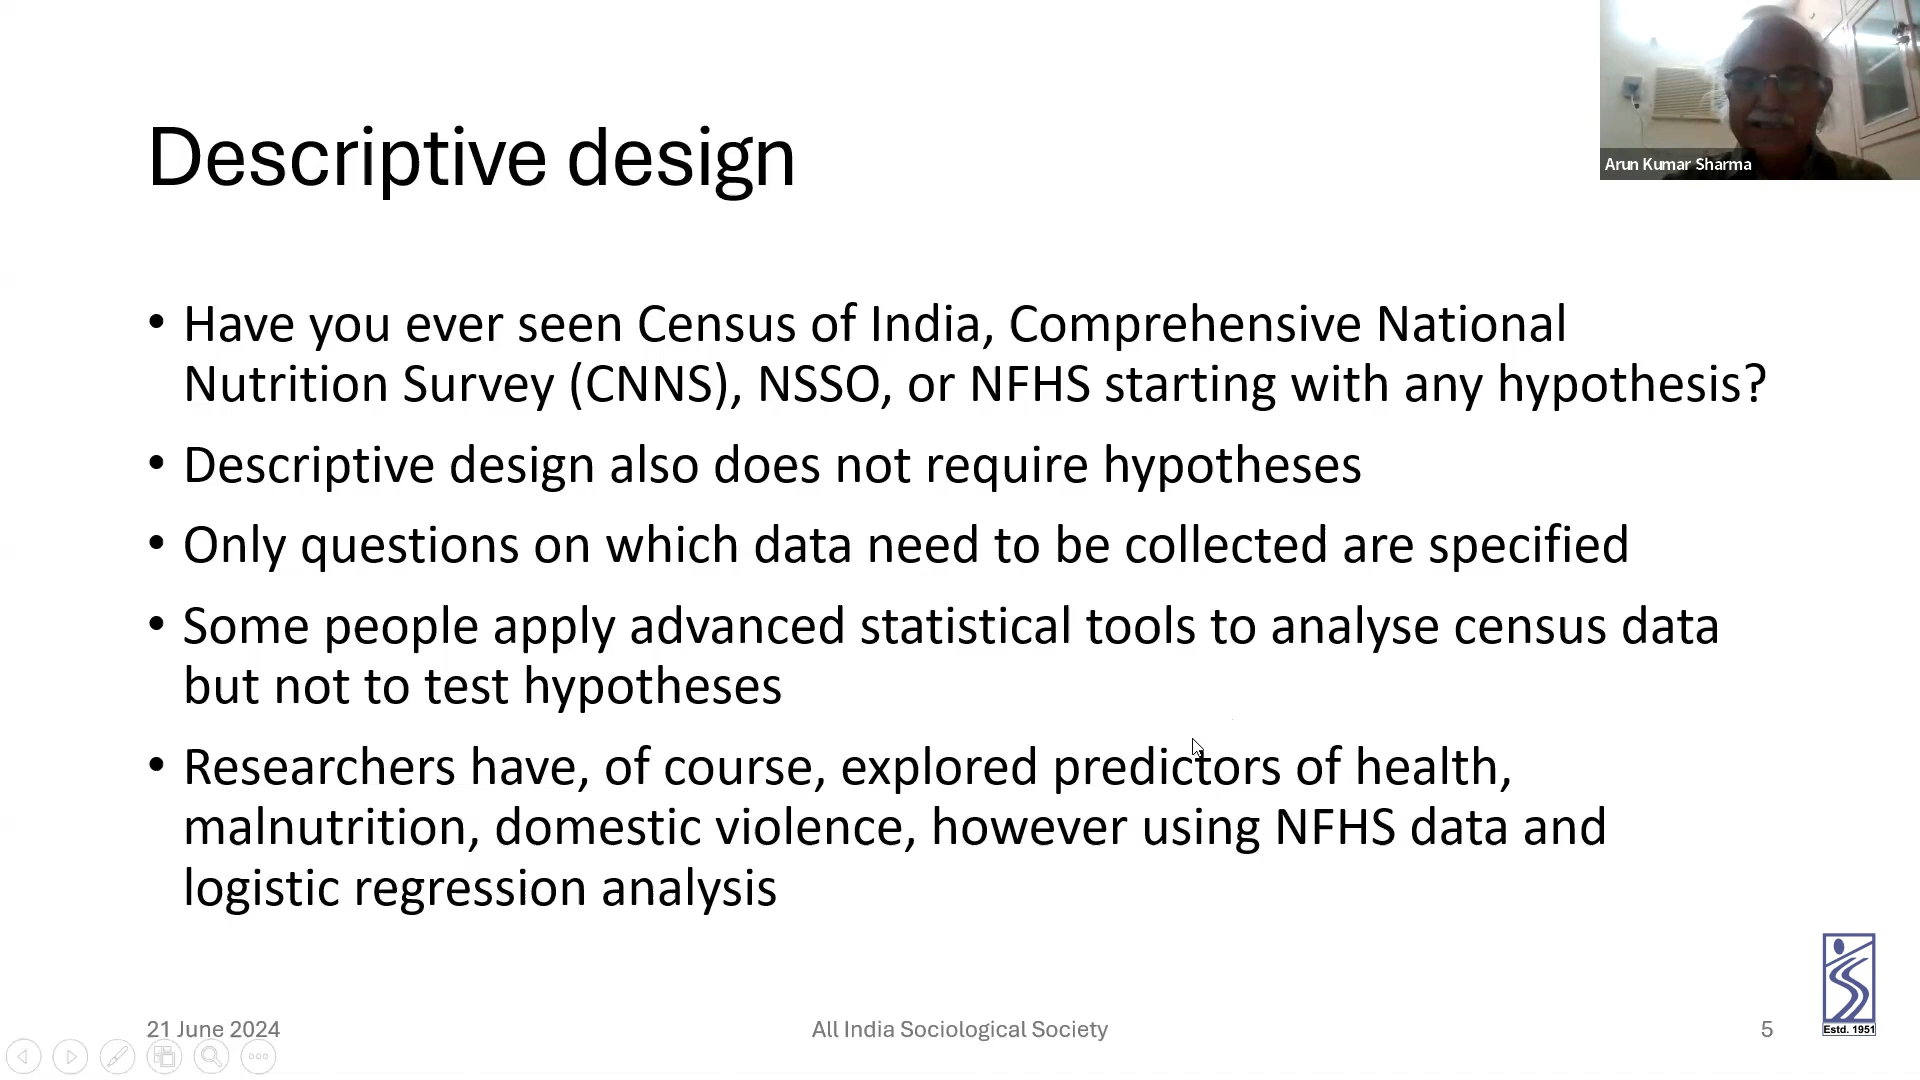 Arun Kumar Sharma
Descriptive design
• Have you ever seen Census of India, Comprehensive National
Nutrition Survey (CNNS), NSSO, or NFHS starting with any hypothesis?
• Descriptive design also does not require hypotheses
• Only questions on which data need to be collected are specified
• Some people apply advanced statistical tools to analyse census data
but not to test hypotheses
• Researchers have, of course, explored predictors of health,
malnutrition, domestic violence, however using NFHS data and
logistic regression analysis
21 June 2024
All India Sociological Society
5
Estd. 1951